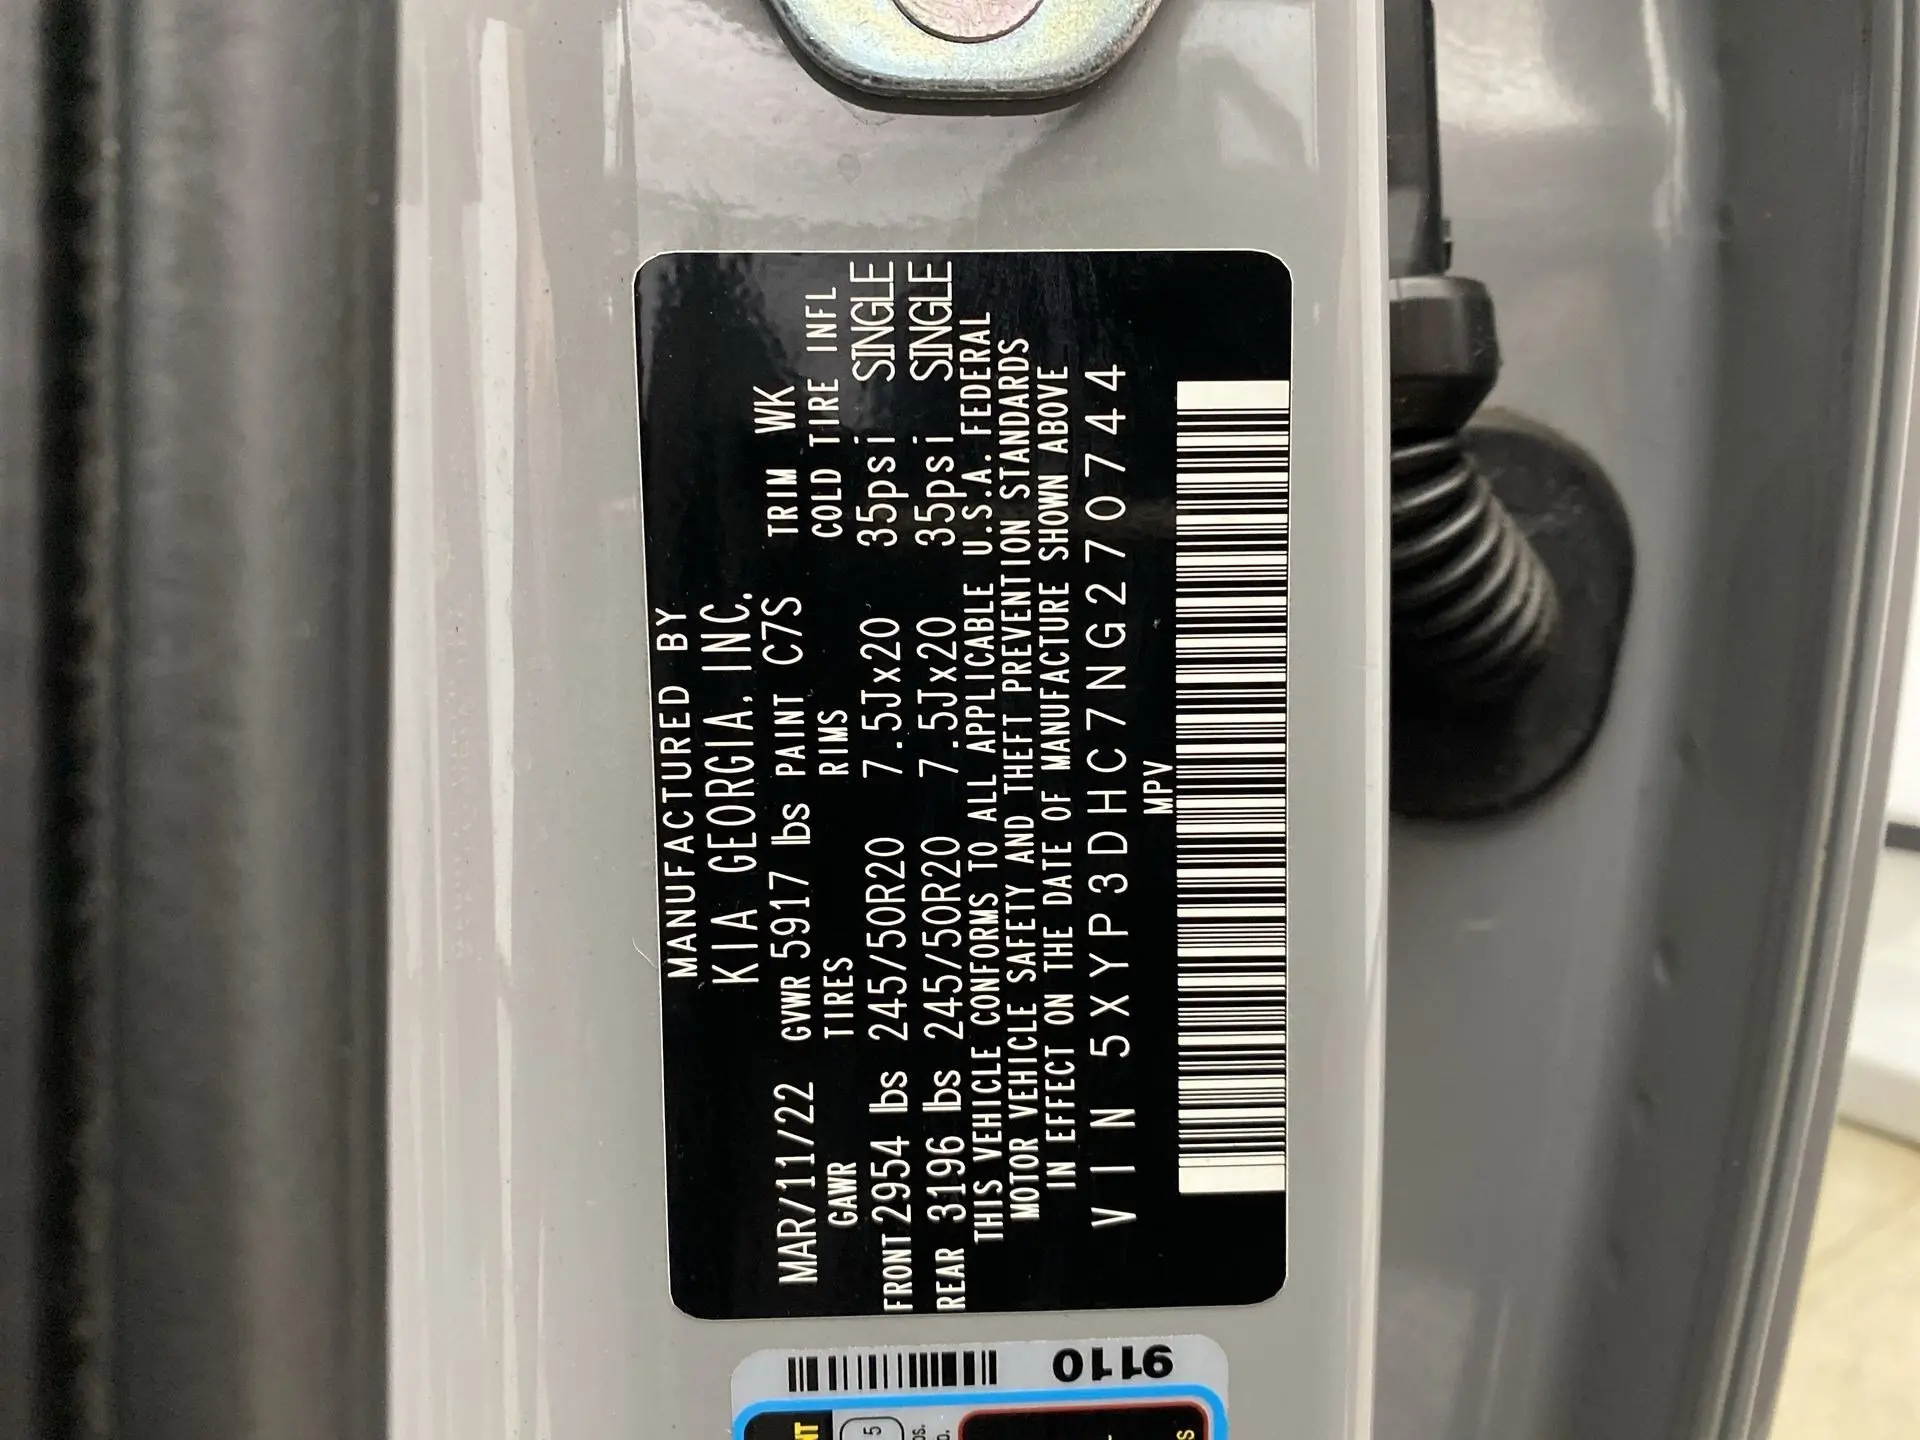 MANUFACTURED BY
KIA GEORGIA, INC.
MAR/11/22 GVWR 5917 lbs PAINT C7S TRIM WK
GAWR TIRES RIMS COLD TIRE INFL
FRONT 2954 lbs 245/50R20 7.5Jx20 35psi SINGLE
REAR 3196 lbs 245/50R20 7.5Jx20 35psi SINGLE
THIS VEHICLE CONFORMS TO ALL APPLICABLE U.S.A. FEDERAL
MOTOR VEHICLE SAFETY AND THEFT PREVENTION STANDARDS
IN EFFECT ON THE DATE OF MANUFACTURE SHOWN ABOVE
VIN 5XYP3DHC7NG270744
MPV
9110
5